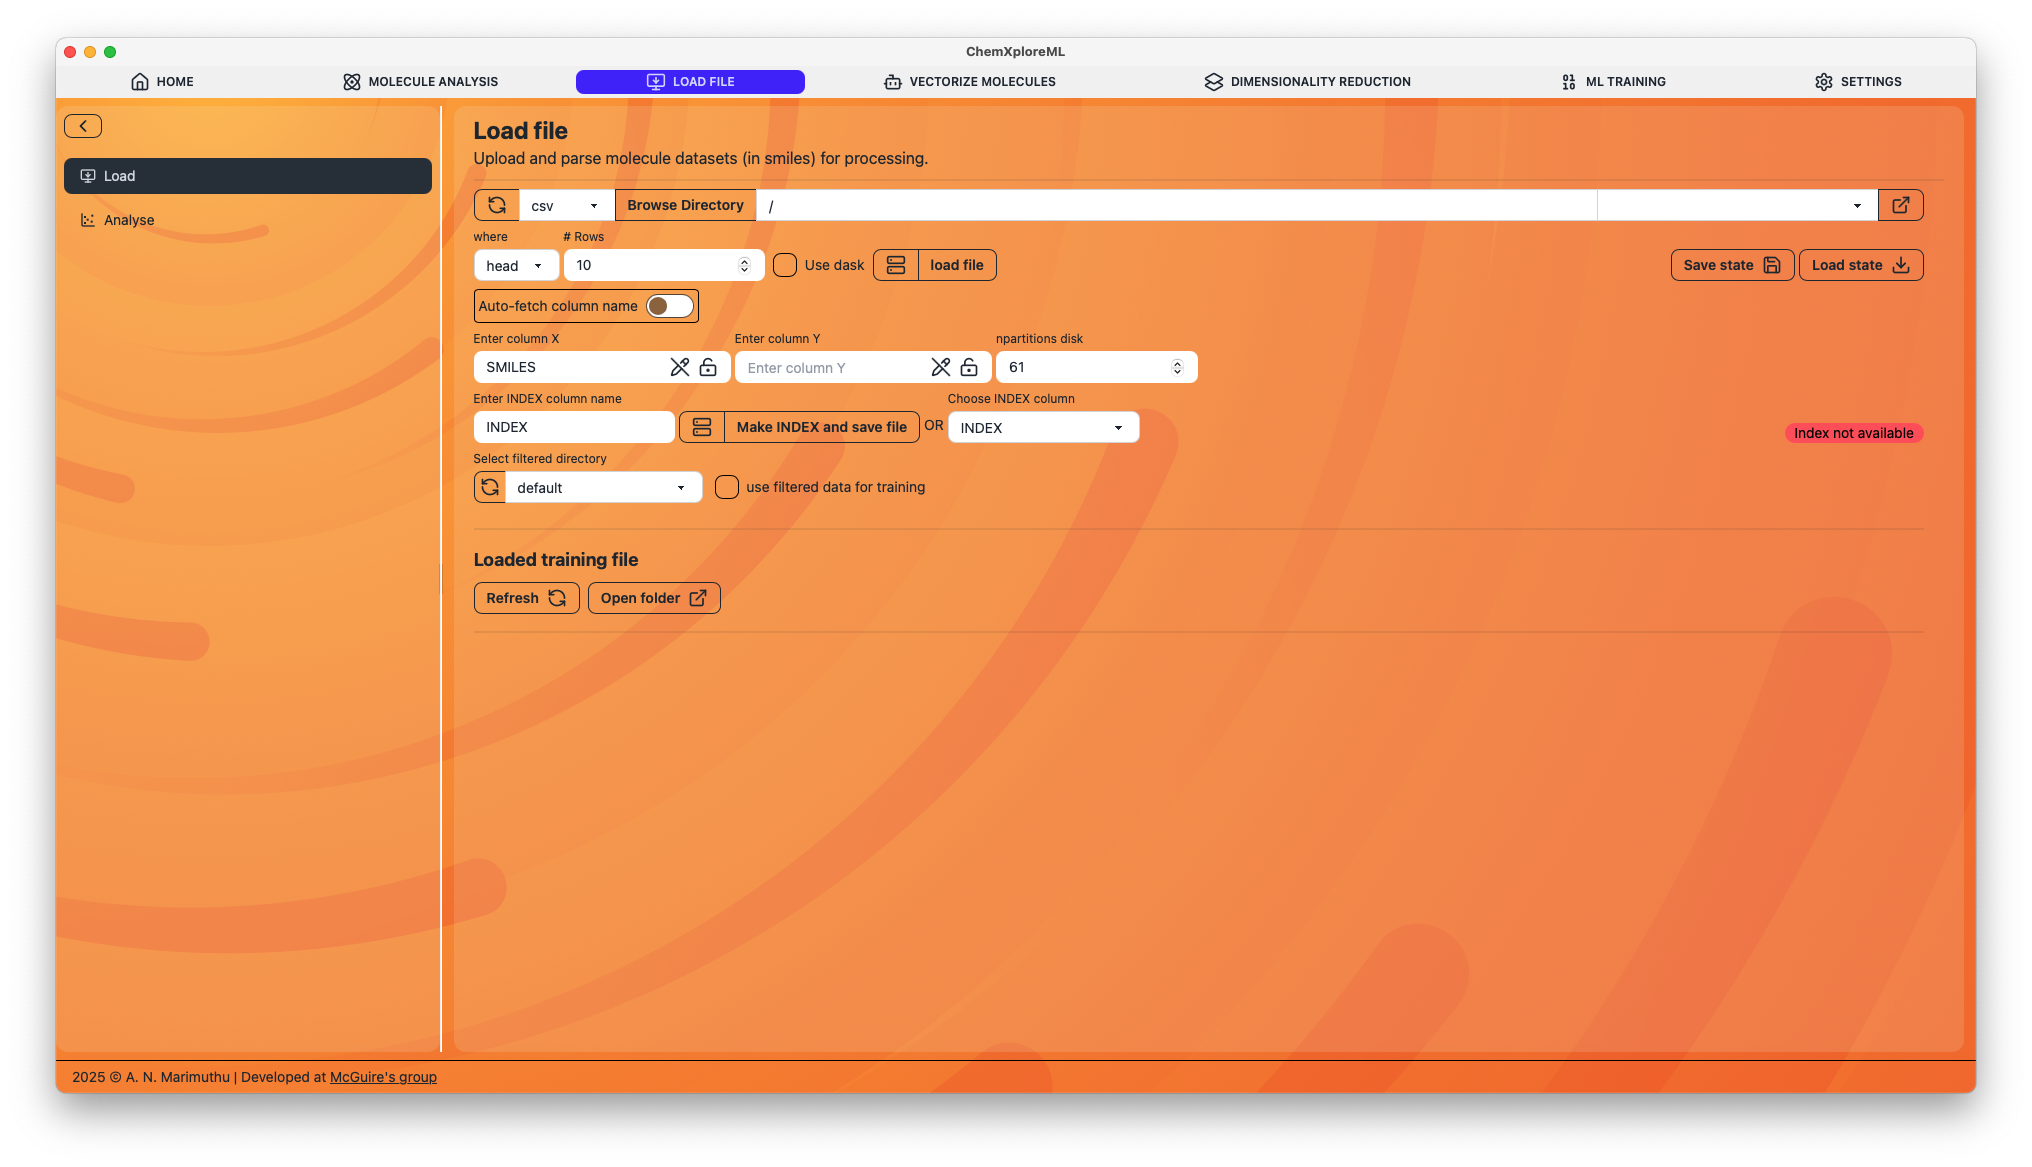 ChemXploreML
HOME MOLECULE ANALYSIS LOAD FILE VECTORIZE MOLECULES DIMENSIONALITY REDUCTION ML TRAINING SETTINGS
Load
Analyse
Load file
Upload and parse molecule datasets (in smiles) for processing.
csv Browse Directory /
where # Rows
head 10 Use dask load file Save state Load state
Auto-fetch column name
Enter column X Enter column Y npartitions disk
SMILES Enter column Y 61
Enter INDEX column name Choose INDEX column
INDEX Make INDEX and save file OR INDEX Index not available
Select filtered directory
default use filtered data for training
Loaded training file
Refresh Open folder
2025 © A. N. Marimuthu | Developed at McGuire's group